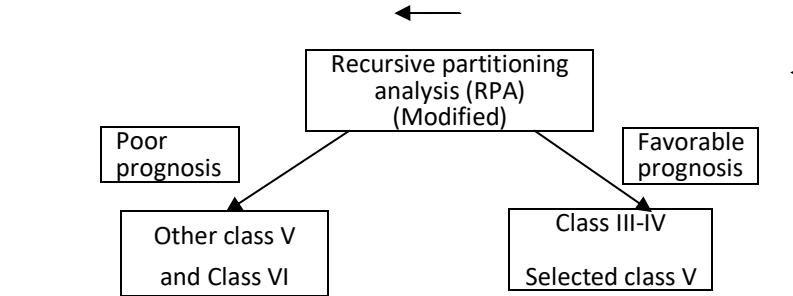 Recursive partitioning
analysis (RPA)
(Modified)
Poor
prognosis
Favorable
prognosis
Other class V
and Class VI
Class III-IV
Selected class V